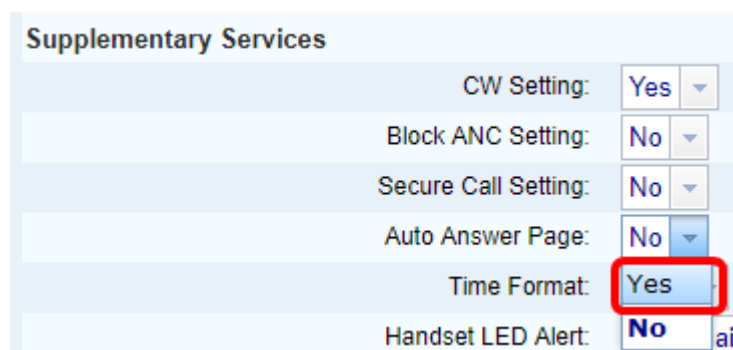 Supplementary Services
CW Setting: Yes
Block ANC Setting: No
Secure Call Setting: No
Auto Answer Page: No
Time Format: Yes
Handset LED Alert: No